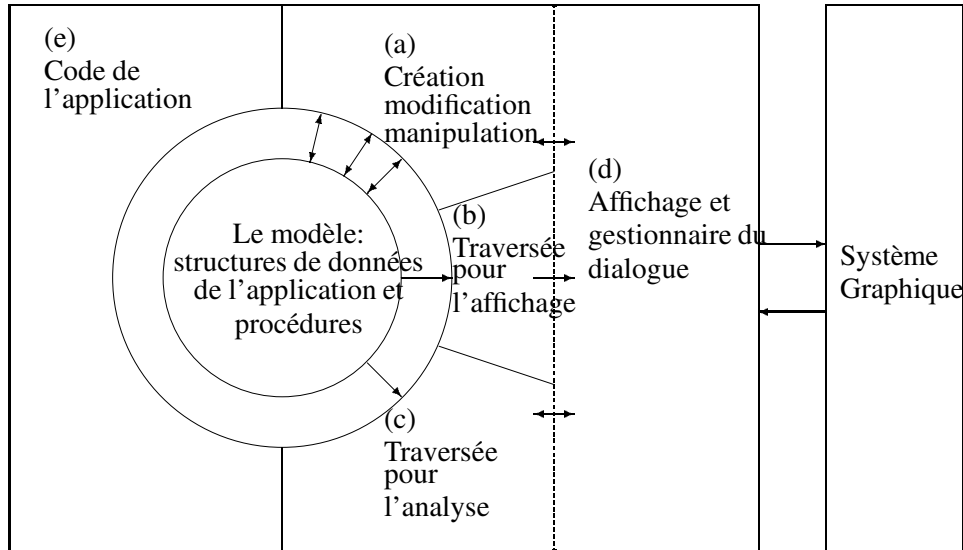 (e)
Code de
l'application
(a)
Création
modification
manipulation
Le modèle:
structures de données
de l'application et
procédures
(b)
Traversée
pour
l'affichage
(c)
Traversée
pour
l'analyse
(d)
Affichage et
gestionnaire du
dialogue
Système
Graphique